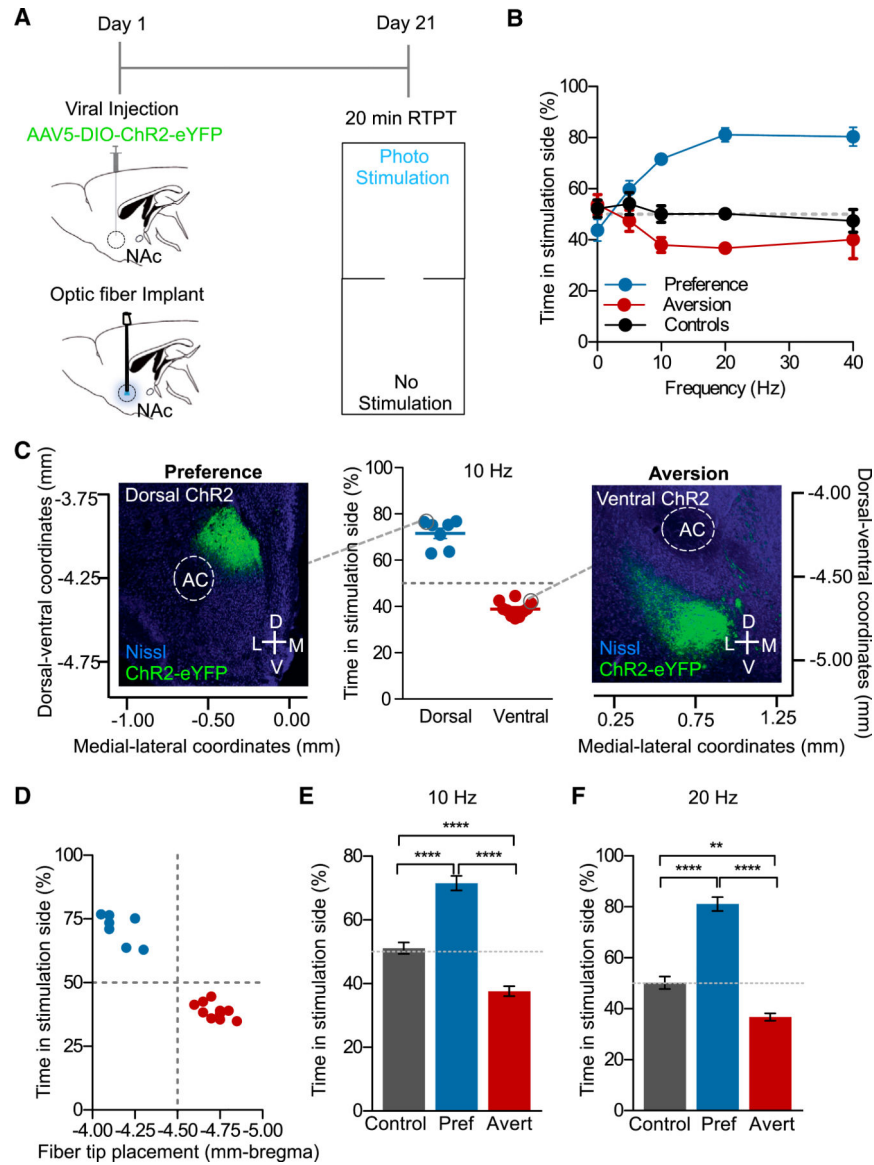 A
Day 1
Day 21
Viral Injection
AAV5-DIO-ChR2-eYFP
NAc
Optic fiber Implant
NAc
20 min RTPT
Photo
Stimulation
No
Stimulation
B
Time in stimulation side (%)
100
80
60
40
20
0
Preference
Aversion
Controls
0
10
20
30
40
Frequency (Hz)
C
Preference
Dorsal-ventral coordinates (mm)
-3.75
-4.25
-4.75
Dorsal ChR2
AC
Nissl
ChR2-eYFP
D
L
M
V
-1.00
-0.50
0.00
Medial-lateral coordinates (mm)
10 Hz
Time in stimulation side (%)
100
80
60
40
20
0
Dorsal
Ventral
Aversion
Ventral ChR2
AC
Nissl
ChR2-eYFP
D
L
M
V
0.25
0.75
1.25
Medial-lateral coordinates (mm)
-4.00
-4.50
-5.00
Dorsal-ventral coordinates (mm)
D
Time in stimulation side (%)
100
75
50
25
0
-4.00
-4.25
-4.50
-4.75
-5.00
Fiber tip placement (mm-bregma)
E
10 Hz
Time in stimulation side (%)
80
60
40
20
0
****
****
****
Control
Pref
Avert
F
20 Hz
Time in stimulation side (%)
100
80
60
40
20
0
**
****
****
Control
Pref
Avert